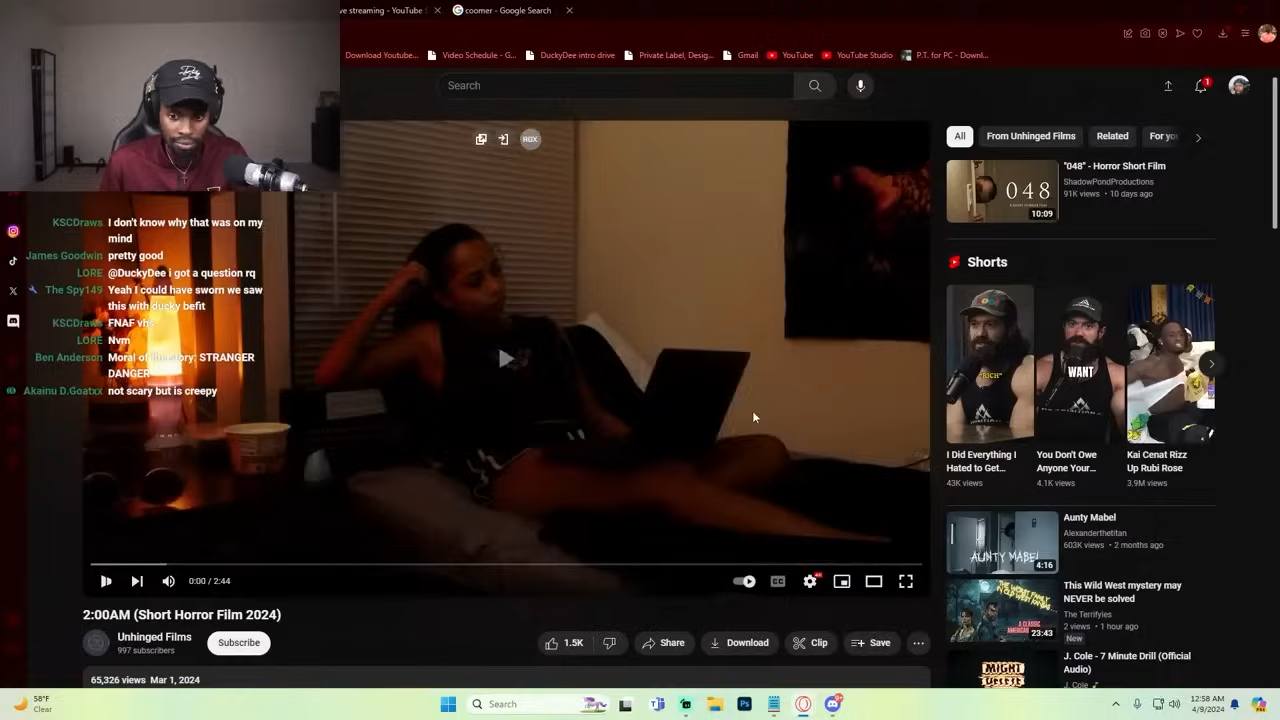 ve streaming - YouTube
coomer - Google Search
Download Youtube...
Video Schedule - G...
DuckyDee intro drive
Private Label, Desig...
Gmail
YouTube
YouTube Studio
P.T. for PC - Downl...
Search
1
All
From Unhinged Films
Related
For you
"048" - Horror Short Film
ShadowPondProductions
91K views • 10 days ago
048
10:09
KSCDraws I don't know why that was on my
mind
James Goodwin pretty good
LORE @DuckyDee i got a question rq
The Spy149 Yeah I could have sworn we saw
this with ducky befit
KSCDraws FNAF vhs
LORE Nvm
Ben Anderson Moral of the story: STRANGER
DANGER
Akainu D.Goatxx not scary but is creepy
Shorts
"RICH"
WANT
I Did Everything I
Hated to Get...
43K views
You Don't Owe
Anyone Your...
4.1K views
Kai Cenat Rizz
Up Rubi Rose
3.9M views
Aunty Mabel
Alexanderthetitan
603K views • 2 months ago
AUNTY MABEL
4:16
This Wild West mystery may
NEVER be solved
The Terrifyies
2 views • 1 hour ago
New
23:43
J. Cole - 7 Minute Drill (Official
Audio)
J. Cole
MIGHT
DELETE
0:00 / 2:44
CC
2:00AM (Short Horror Film 2024)
Unhinged Films
997 subscribers
Subscribe
1.5K
Share
Download
Clip
Save
65,326 views Mar 1, 2024
58°F
Clear
Search
12:58 AM
4/9/2024